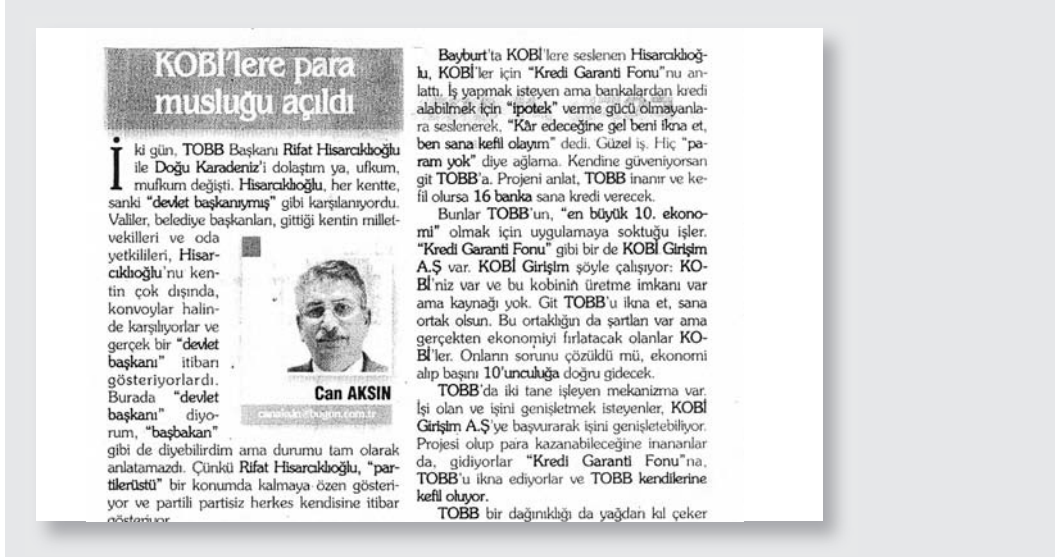 KOBİ'lere para
musluğu açıldı
İki gün, TOBB Başkanı Rifat Hisarcıklıoğlu
ile Doğu Karadeniz'i dolaştım ya, ufkum,
mufkum değişti. Hisarcıklıoğlu, her kentte,
sanki "devlet başkanıymış" gibi karşılanıyordu.
Valiler, belediye başkanları, gittiği kentin millet-
vekilleri ve oda
yetkilileri, Hisar-
cıklıoğlu'nu ken-
tin çok dışında,
konvoylar halin-
de karşılıyorlar ve
gerçek bir "devlet
başkanı" itibarı
gösteriyorlardı.
Burada "devlet
başkanı" diyo-
rum, "başbakan"
Can AKSIN
canaksin@bugun.com.tr
gibi de diyebilirdim ama durumu tam olarak
anlatamazdı. Çünkü Rifat Hisarcıklıoğlu, "par-
tilerüstü" bir konumda kalmaya özen gösteri-
yor ve partili partisiz herkes kendisine itibar
gösteriyor.
Bayburt'ta KOBİ'lere seslenen Hisarcıklıoğ-
lu, KOBİ'ler için "Kredi Garanti Fonu"nu an-
lattı. İş yapmak isteyen ama bankalardan kredi
alabilmek için "ipotek" verme gücü olmayanla-
ra seslenerek, "Kâr edeceğine gel beni ikna et,
ben sana kefil olayım" dedi. Güzel iş. Hiç "pa-
ram yok" diye ağlama. Kendine güveniyorsan
git TOBB'a. Projeni anlat, TOBB inanır ve ke-
fil olursa 16 banka sana kredi verecek.
Bunlar TOBB'un, "en büyük 10. ekono-
mi" olmak için uygulamaya soktuğu işler.
"Kredi Garanti Fonu" gibi bir de KOBİ Girişim
A.Ş var. KOBİ Girişim şöyle çalışıyor: KO-
Bİ'niz var ve bu kobinin üretme imkanı var
ama kaynağı yok. Git TOBB'u ikna et, sana
ortak olsun. Bu ortaklığın da şartları var ama
gerçekten ekonomiyi fırlatacak olanlar KO-
Bİ'ler. Onların sorunu çözüldü mü, ekonomi
alıp başını 10'unculuğa doğru gidecek.
TOBB'da iki tane işleyen mekanizma var.
İşi olan ve işini genişletmek isteyenler, KOBİ
Girişim A.Ş'ye başvurarak işini genişletebiliyor.
Projesi olup para kazanabileceğine inananlar
da, gidiyorlar "Kredi Garanti Fonu"na,
TOBB'u ikna ediyorlar ve TOBB kendilerine
kefil oluyor.
TOBB bir dağınıklığı da yağdan kıl çeker